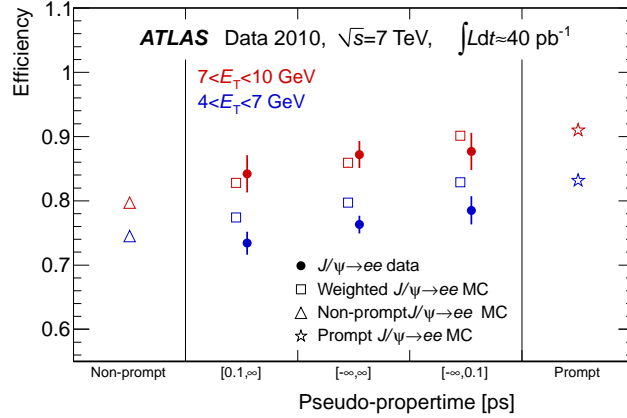 ATLAS Data 2010, √s=7 TeV, ∫Ldt≈40 pb⁻¹
7<E_T<10 GeV
4<E_T<7 GeV
Efficiency
1.1
1
0.9
0.8
0.7
0.6
J/ψ→ee data
Weighted J/ψ→ee MC
Non-promptJ/ψ→ee MC
Prompt J/ψ→ee MC
Non-prompt [0.1,∞] [-∞,∞] [-∞,0.1] Prompt
Pseudo-propertime [ps]